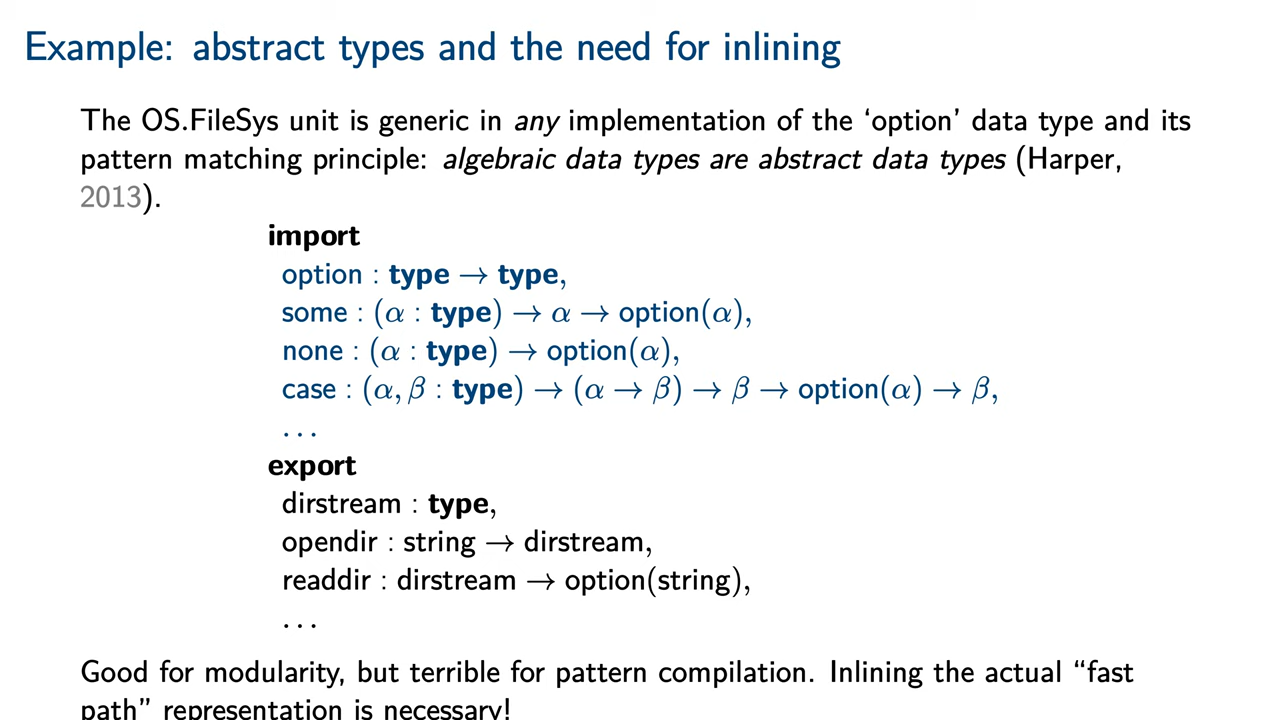 Example: abstract types and the need for inlining
The OS.FileSys unit is generic in any implementation of the ‘option’ data type and its
pattern matching principle: algebraic data types are abstract data types (Harper,
2013).
import
option : type → type,
some : (α : type) → α → option(α),
none : (α : type) → option(α),
case : (α, β : type) → (α → β) → β → option(α) → β,
...
export
dirstream : type,
opendir : string → dirstream,
readdir : dirstream → option(string),
...
Good for modularity, but terrible for pattern compilation. Inlining the actual “fast
path” representation is necessary!